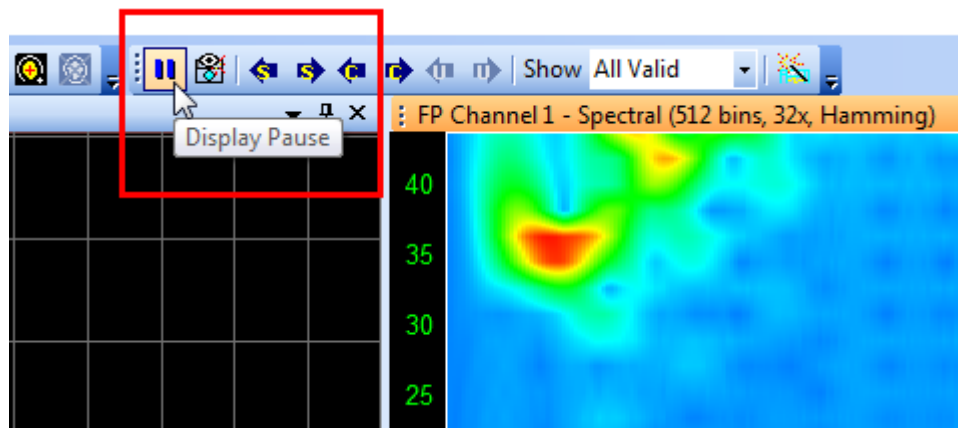 Show All Valid
FP Channel 1 - Spectral (512 bins, 32x, Hamming)
Display Pause
40
35
30
25